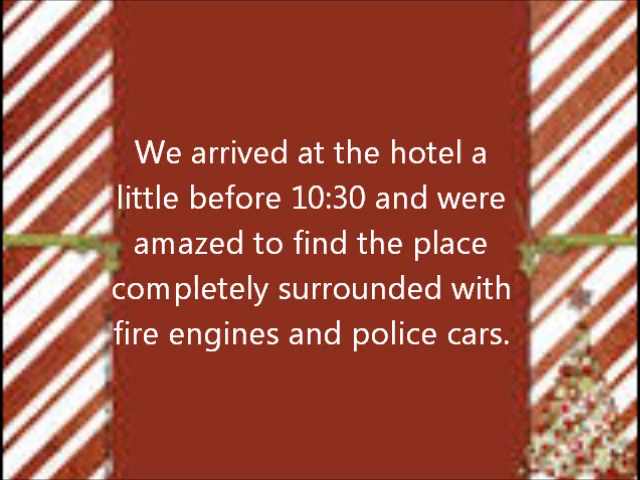 We arrived at the hotel a
little before 10:30 and were
amazed to find the place
completely surrounded with
fire engines and police cars.